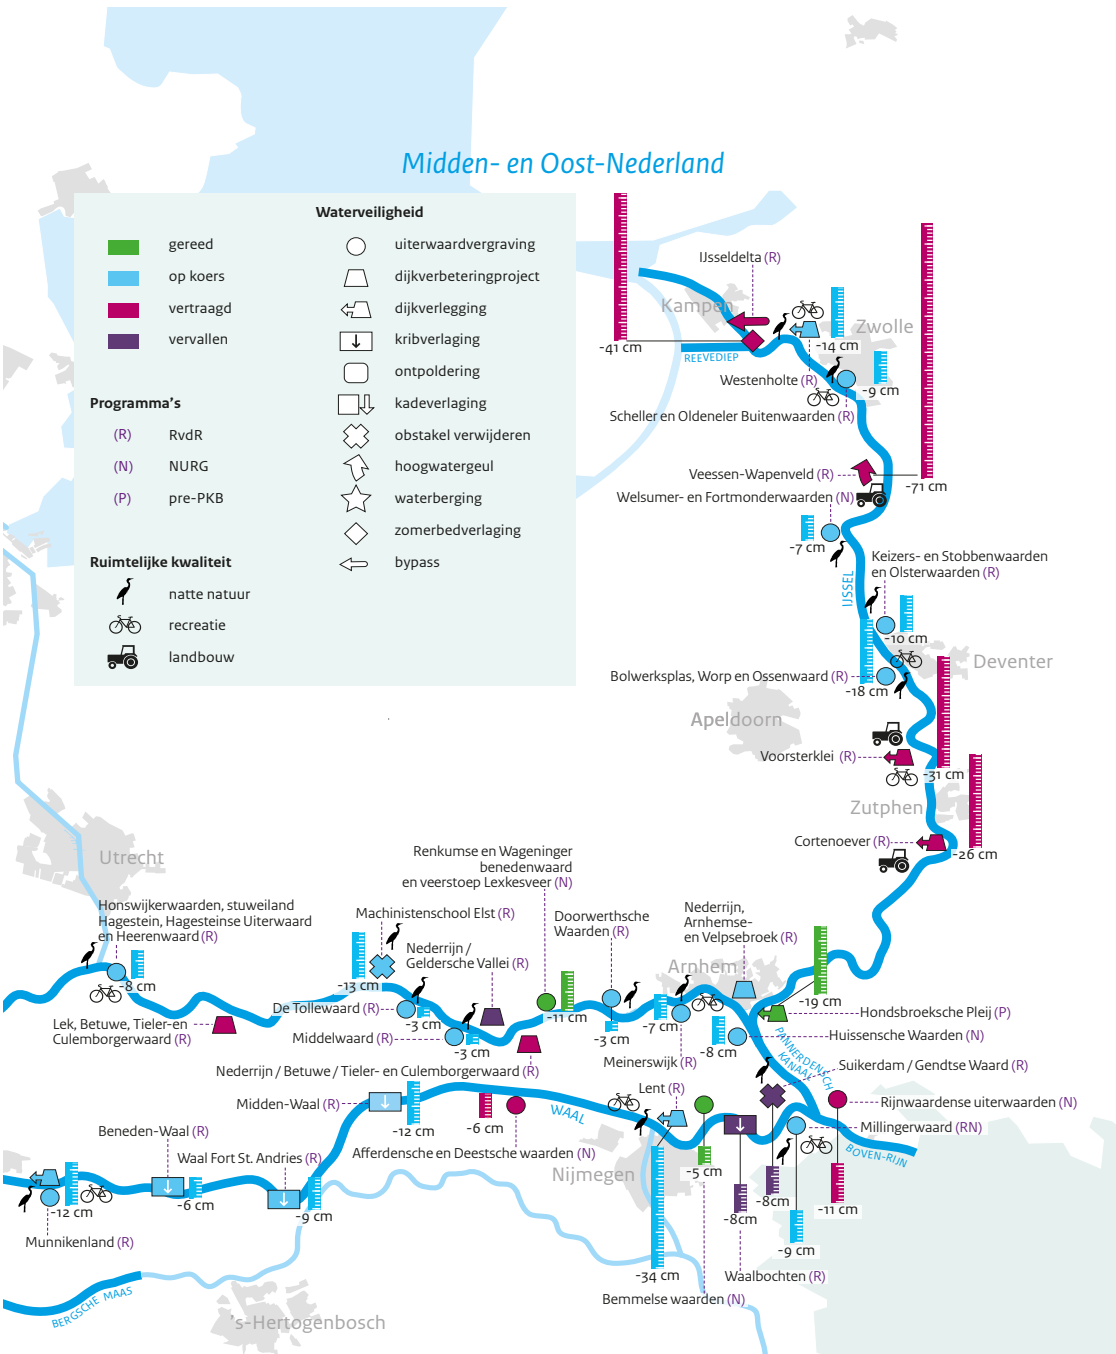 Midden- en Oost-Nederland
gereed
op koers
vertraagd
vervallen
Programma's
(R) RvdR
(N) NURG
(P) pre-PKB
Ruimtelijke kwaliteit
natte natuur
recreatie
landbouw
Waterveiligheid
uiterwaardvergraving
dijkverbeteringproject
dijkverlegging
kribverlaging
ontpoldering
kadeverlaging
obstakel verwijderen
hoogwatergeul
waterberging
zomerbedverlaging
bypass
IJsseldelta (R)
Kampen
-41 cm
REEVEDIEP
Zwolle
-14 cm
Westenholte (R)
-9 cm
Scheller en Oldeneler Buitenwaarden (R)
Veessen-Wapenveld (R)
-71 cm
Welsumer- en Fortmonderwaarden (N)
-7 cm
Keizers- en Stobbenwaarden
en Olsterwaarden (R)
IJSSEL
-10 cm
Deventer
Bolwerksplas, Worp en Ossenwaard (R)
-18 cm
Apeldoorn
Voorsterklei (R)
-31 cm
Zutphen
Cortenoever (R)
-26 cm
Utrecht
Honswijkerwaarden, stuweiland
Hagestein, Hagesteinse Uiterwaard
en Heerenwaard (R)
-8 cm
Lek, Betuwe, Tieler-en
Culemborgerwaard (R)
Renkumse en Wageninger
benedenwaard
en veerstoep Lexkesveer (N)
Machinistenschool Elst (R)
-13 cm
Nederrijn /
Geldersche Vallei (R)
Doorwerthsche
Waarden (R)
Nederrijn,
Arnhemse-
en Velpsebroek (R)
Arnhem
De Tollewaard (R)
-3 cm
Middelwaard (R)
-3 cm
-11 cm
-3 cm
-7 cm
Meinerswijk (R)
-8 cm
-19 cm
Hondsbroeksche Pleij (P)
Huissensche Waarden (N)
PANNERDENSCH
KANAAL
Nederrijn / Betuwe / Tieler- en Culemborgerwaard (R)
Suikerdam / Gendtse Waard (R)
Midden-Waal (R)
-12 cm
-6 cm
WAAL
Lent (R)
Rijnwaardense uiterwaarden (N)
Millingerwaard (RN)
BOVEN-RIJN
Afferdensche en Deestsche waarden (N)
Nijmegen
-5 cm
-8cm
-8cm
-11 cm
-9 cm
Beneden-Waal (R)
Waal Fort St. Andries (R)
-12 cm
-6 cm
-9 cm
Munnikenland (R)
-34 cm
Waalbochten (R)
Bemmelse waarden (N)
BERGSCHE MAAS
's-Hertogenbosch